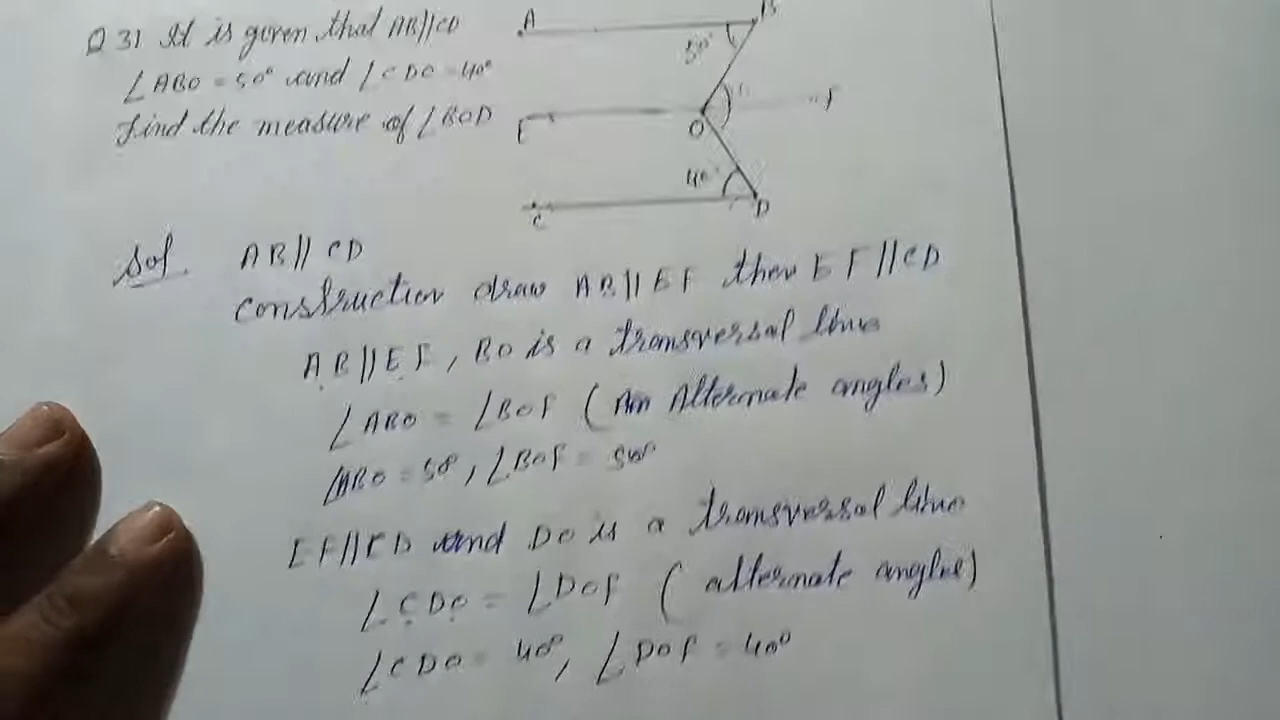 Q 31 It is given that AB||CD
∠ABO = 50° and ∠CDO = 40°
Find the measure of ∠BOD
A
B
50°
E
O
F
40°
C
D
Sol. AB||CD
Construction draw AB||EF then EF||CD
AB||EF, BO is a transversal line
∠ABO = ∠BOF (An Alternate angles)
∠ABO = 50°, ∠BOF = 50°
EF||CD and DO is a transversal line
∠CDO = ∠DOF (alternate angles)
∠CDO = 40°, ∠DOF = 40°